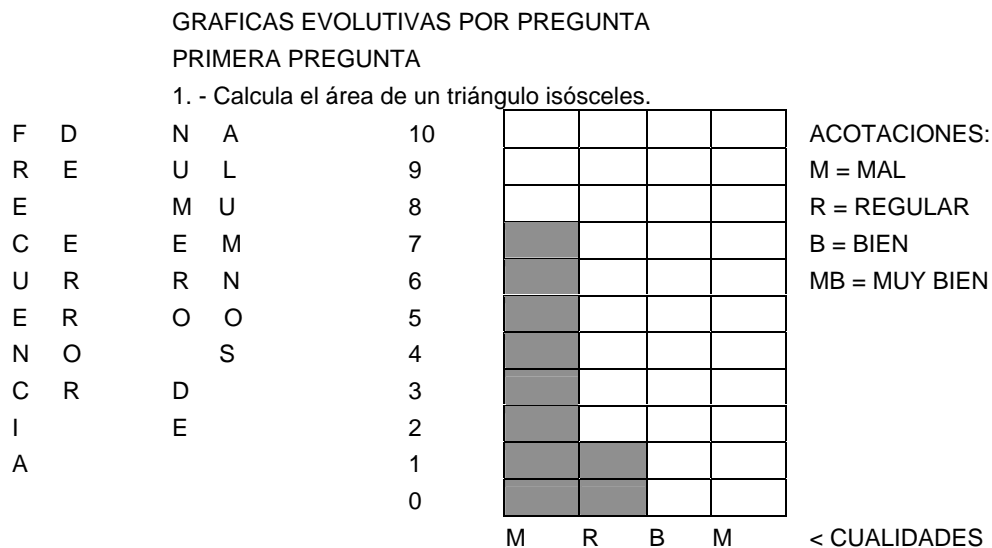 GRAFICAS EVOLUTIVAS POR PREGUNTA
PRIMERA PREGUNTA
1. - Calcula el área de un triángulo isósceles.
F D N A 10 ACOTACIONES:
R E U L 9 M = MAL
E M U 8 R = REGULAR
C E E M 7 B = BIEN
U R R N 6 MB = MUY BIEN
E R O O 5
N O S 4
C R D 3
I E 2
A 1
0
M R B M < CUALIDADES